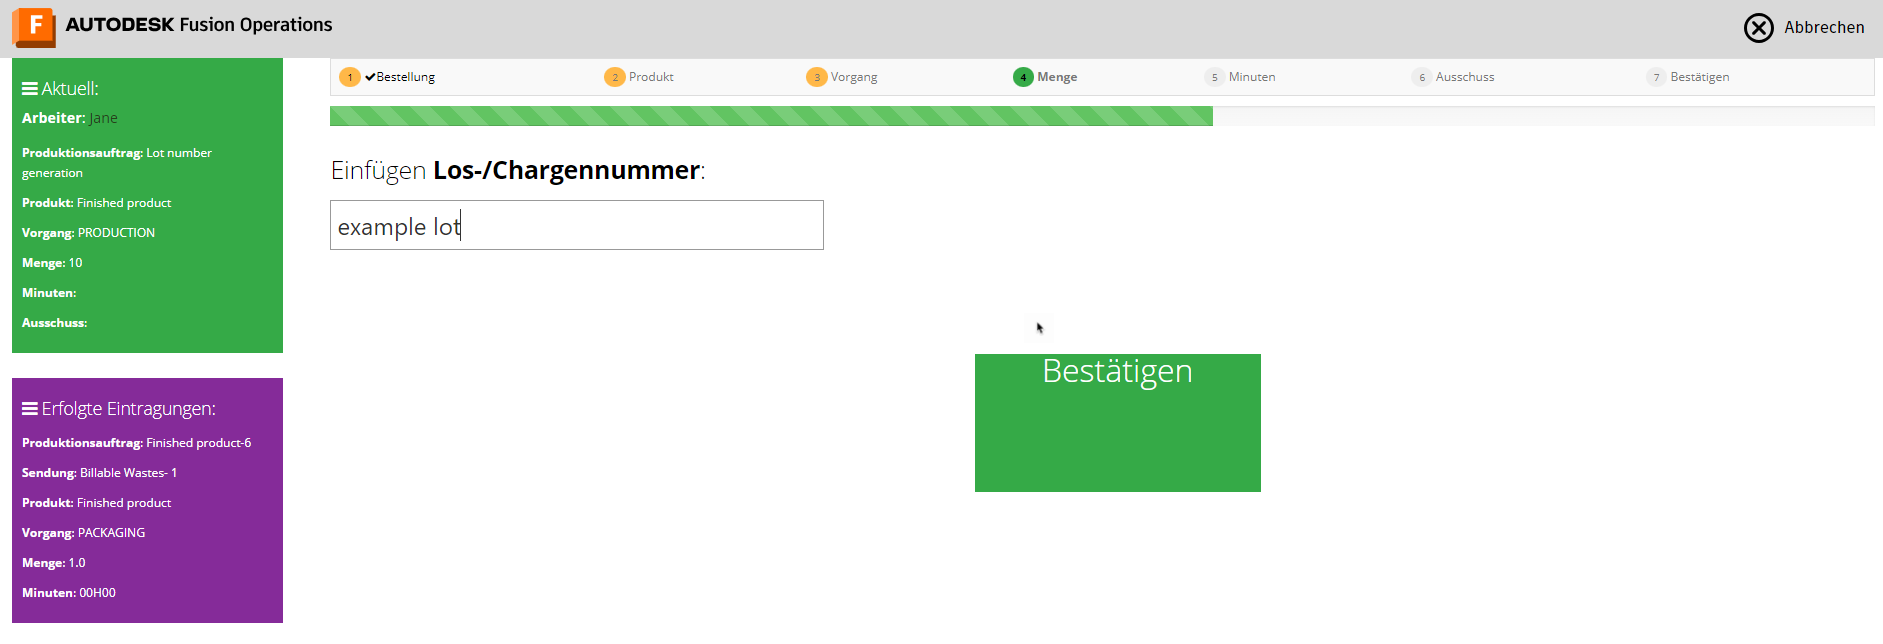 F AUTODESK Fusion Operations
Abbrechen
1 ✔Bestellung 2 Produkt 3 Vorgang 4 Menge 5 Minuten 6 Ausschuss 7 Bestätigen
Aktuell:
Arbeiter: Jane
Produktionsauftrag: Lot number
generation
Produkt: Finished product
Vorgang: PRODUCTION
Menge: 10
Minuten:
Ausschuss:
Einfügen Los-/Chargennummer:
example lot
Bestätigen
Erfolgte Eintragungen:
Produktionsauftrag: Finished product-6
Sendung: Billable Wastes- 1
Produkt: Finished product
Vorgang: PACKAGING
Menge: 1.0
Minuten: 00H00